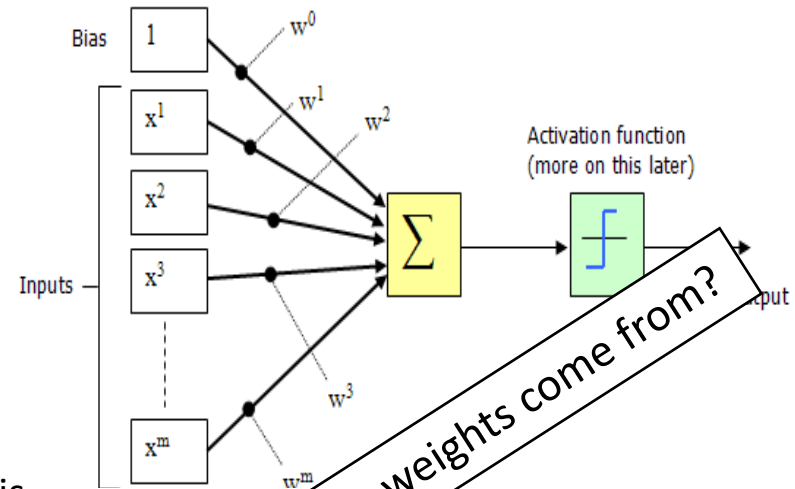 Bias
1
w⁰
x¹
w¹
w²
Activation function
(more on this later)
x²
∑
Inputs
x³
w³
xᵐ
wᵐ
weights come from?